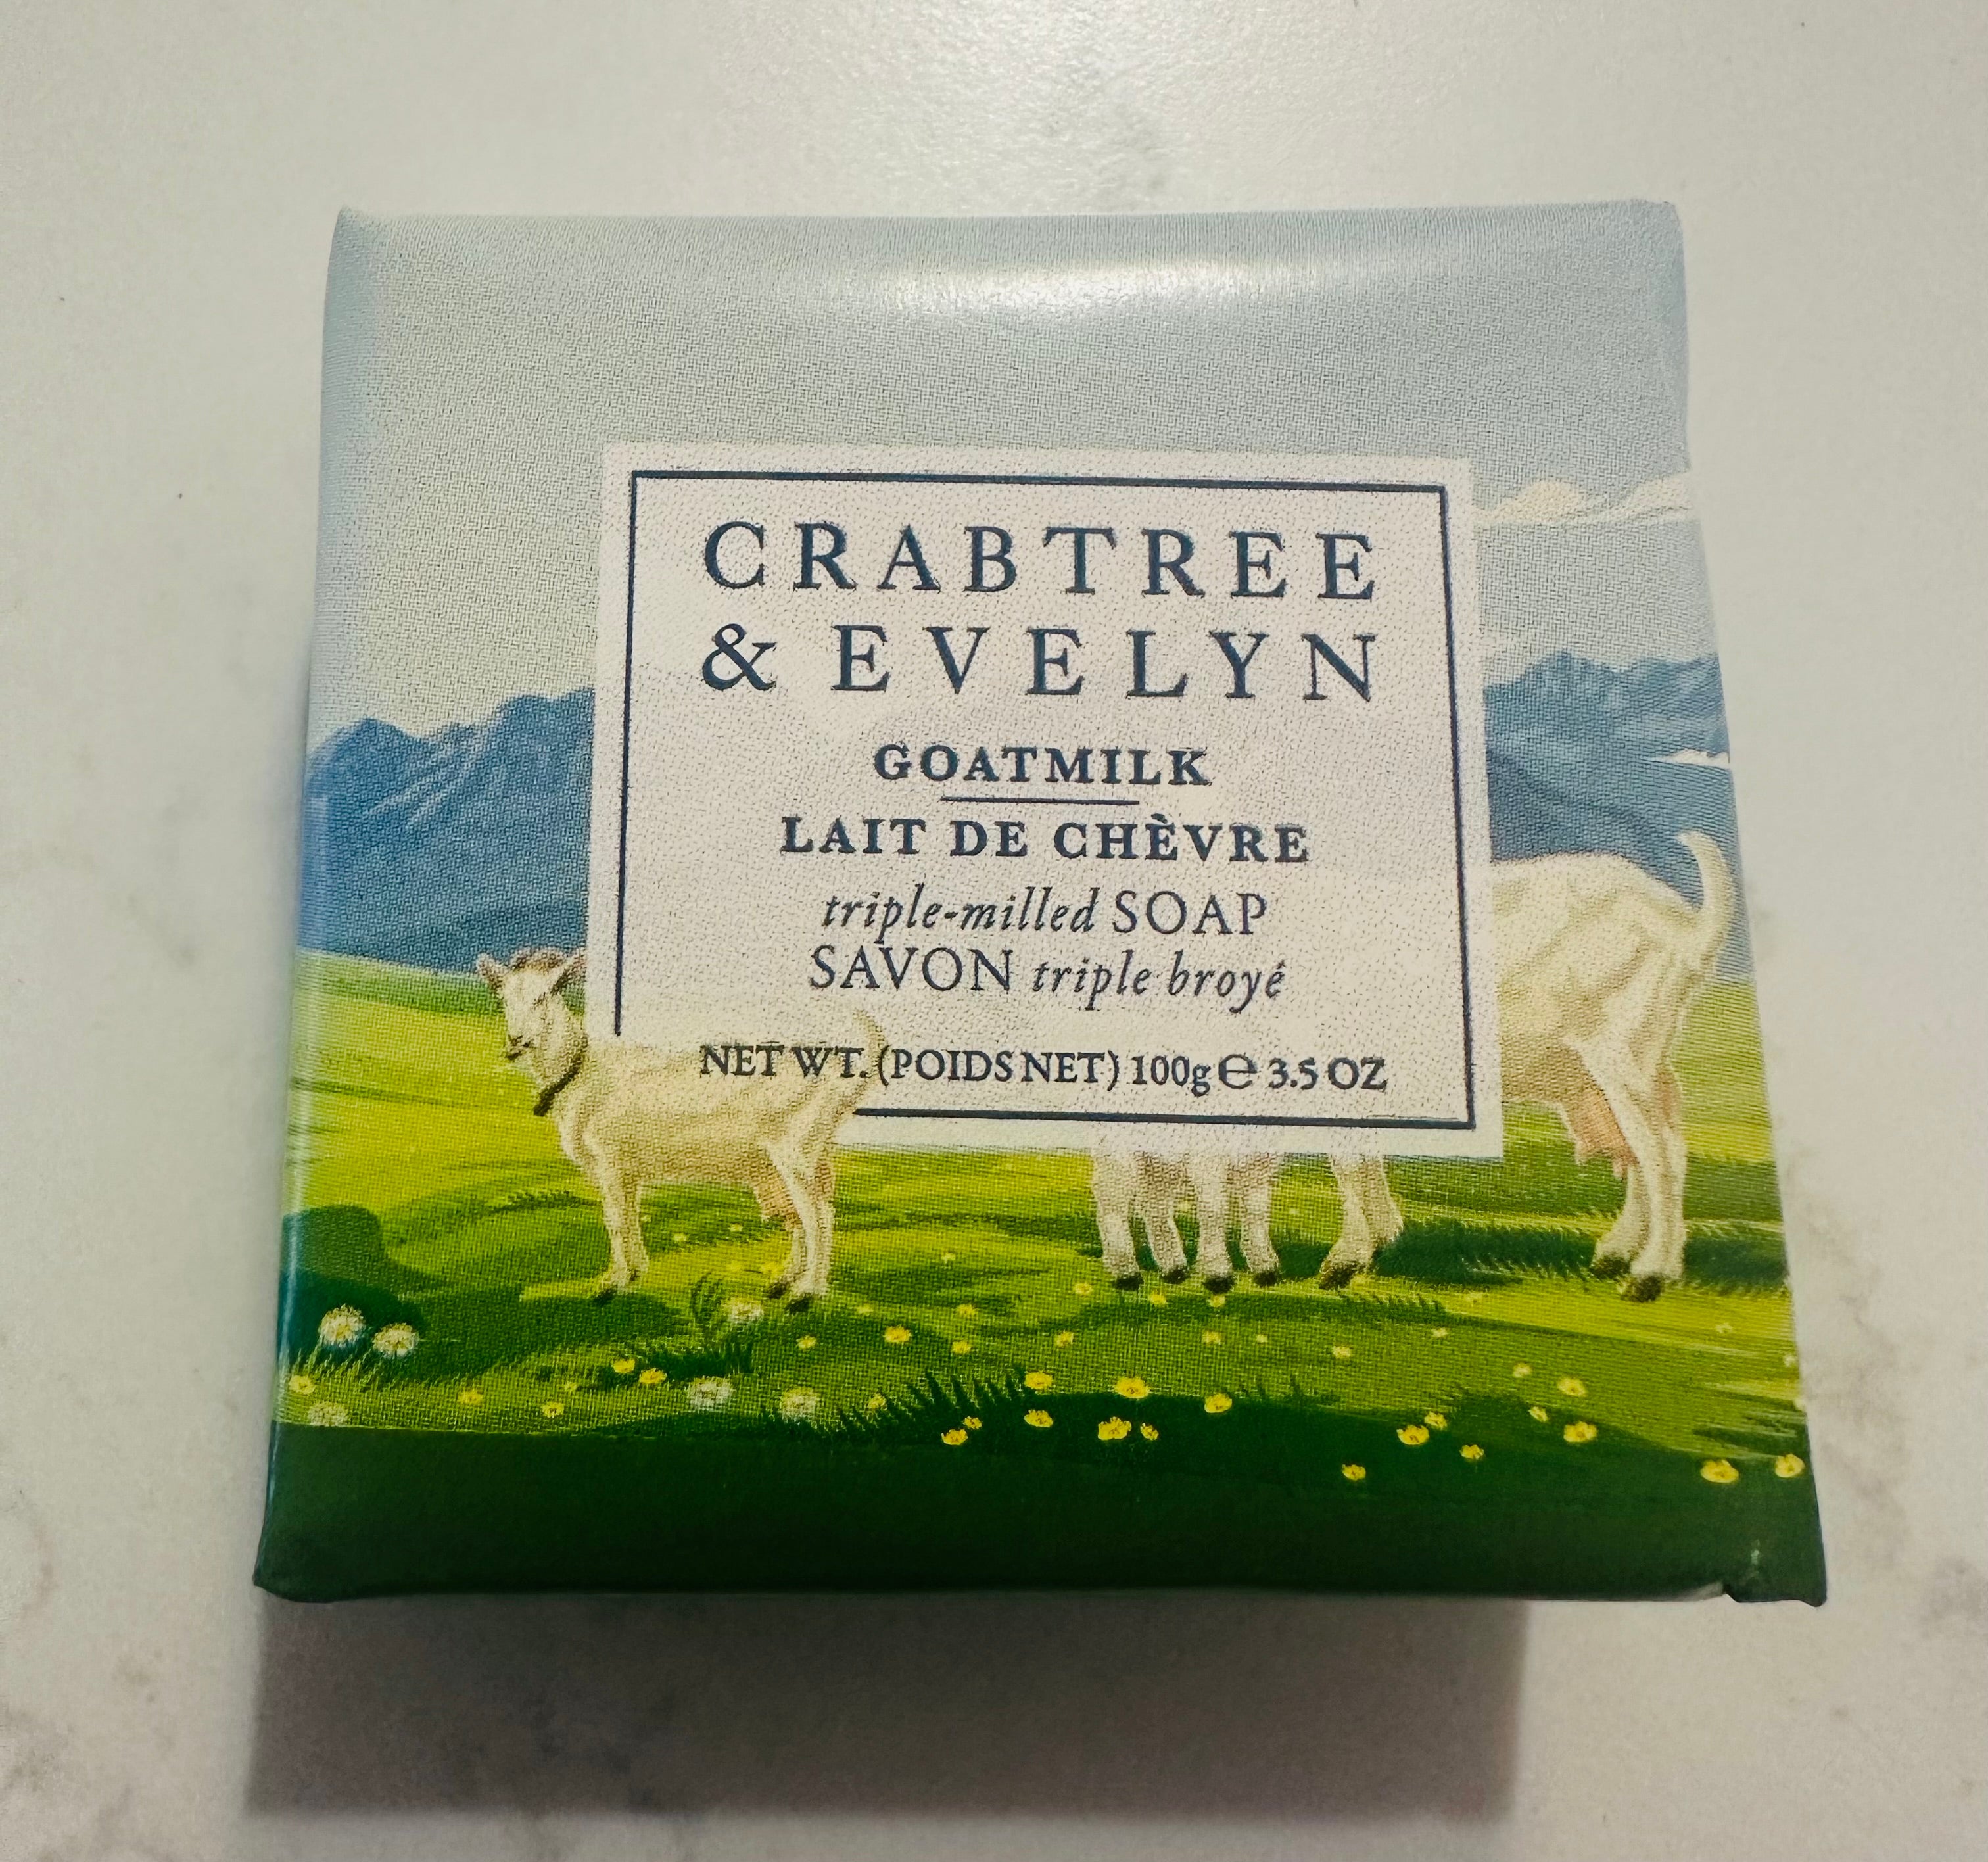 CRABTREE
& EVELYN
GOATMILK
LAIT DE CHÈVRE
triple-milled SOAP
SAVON triple broyé
NET WT. (POIDS NET) 100g ℮ 3.5 OZ